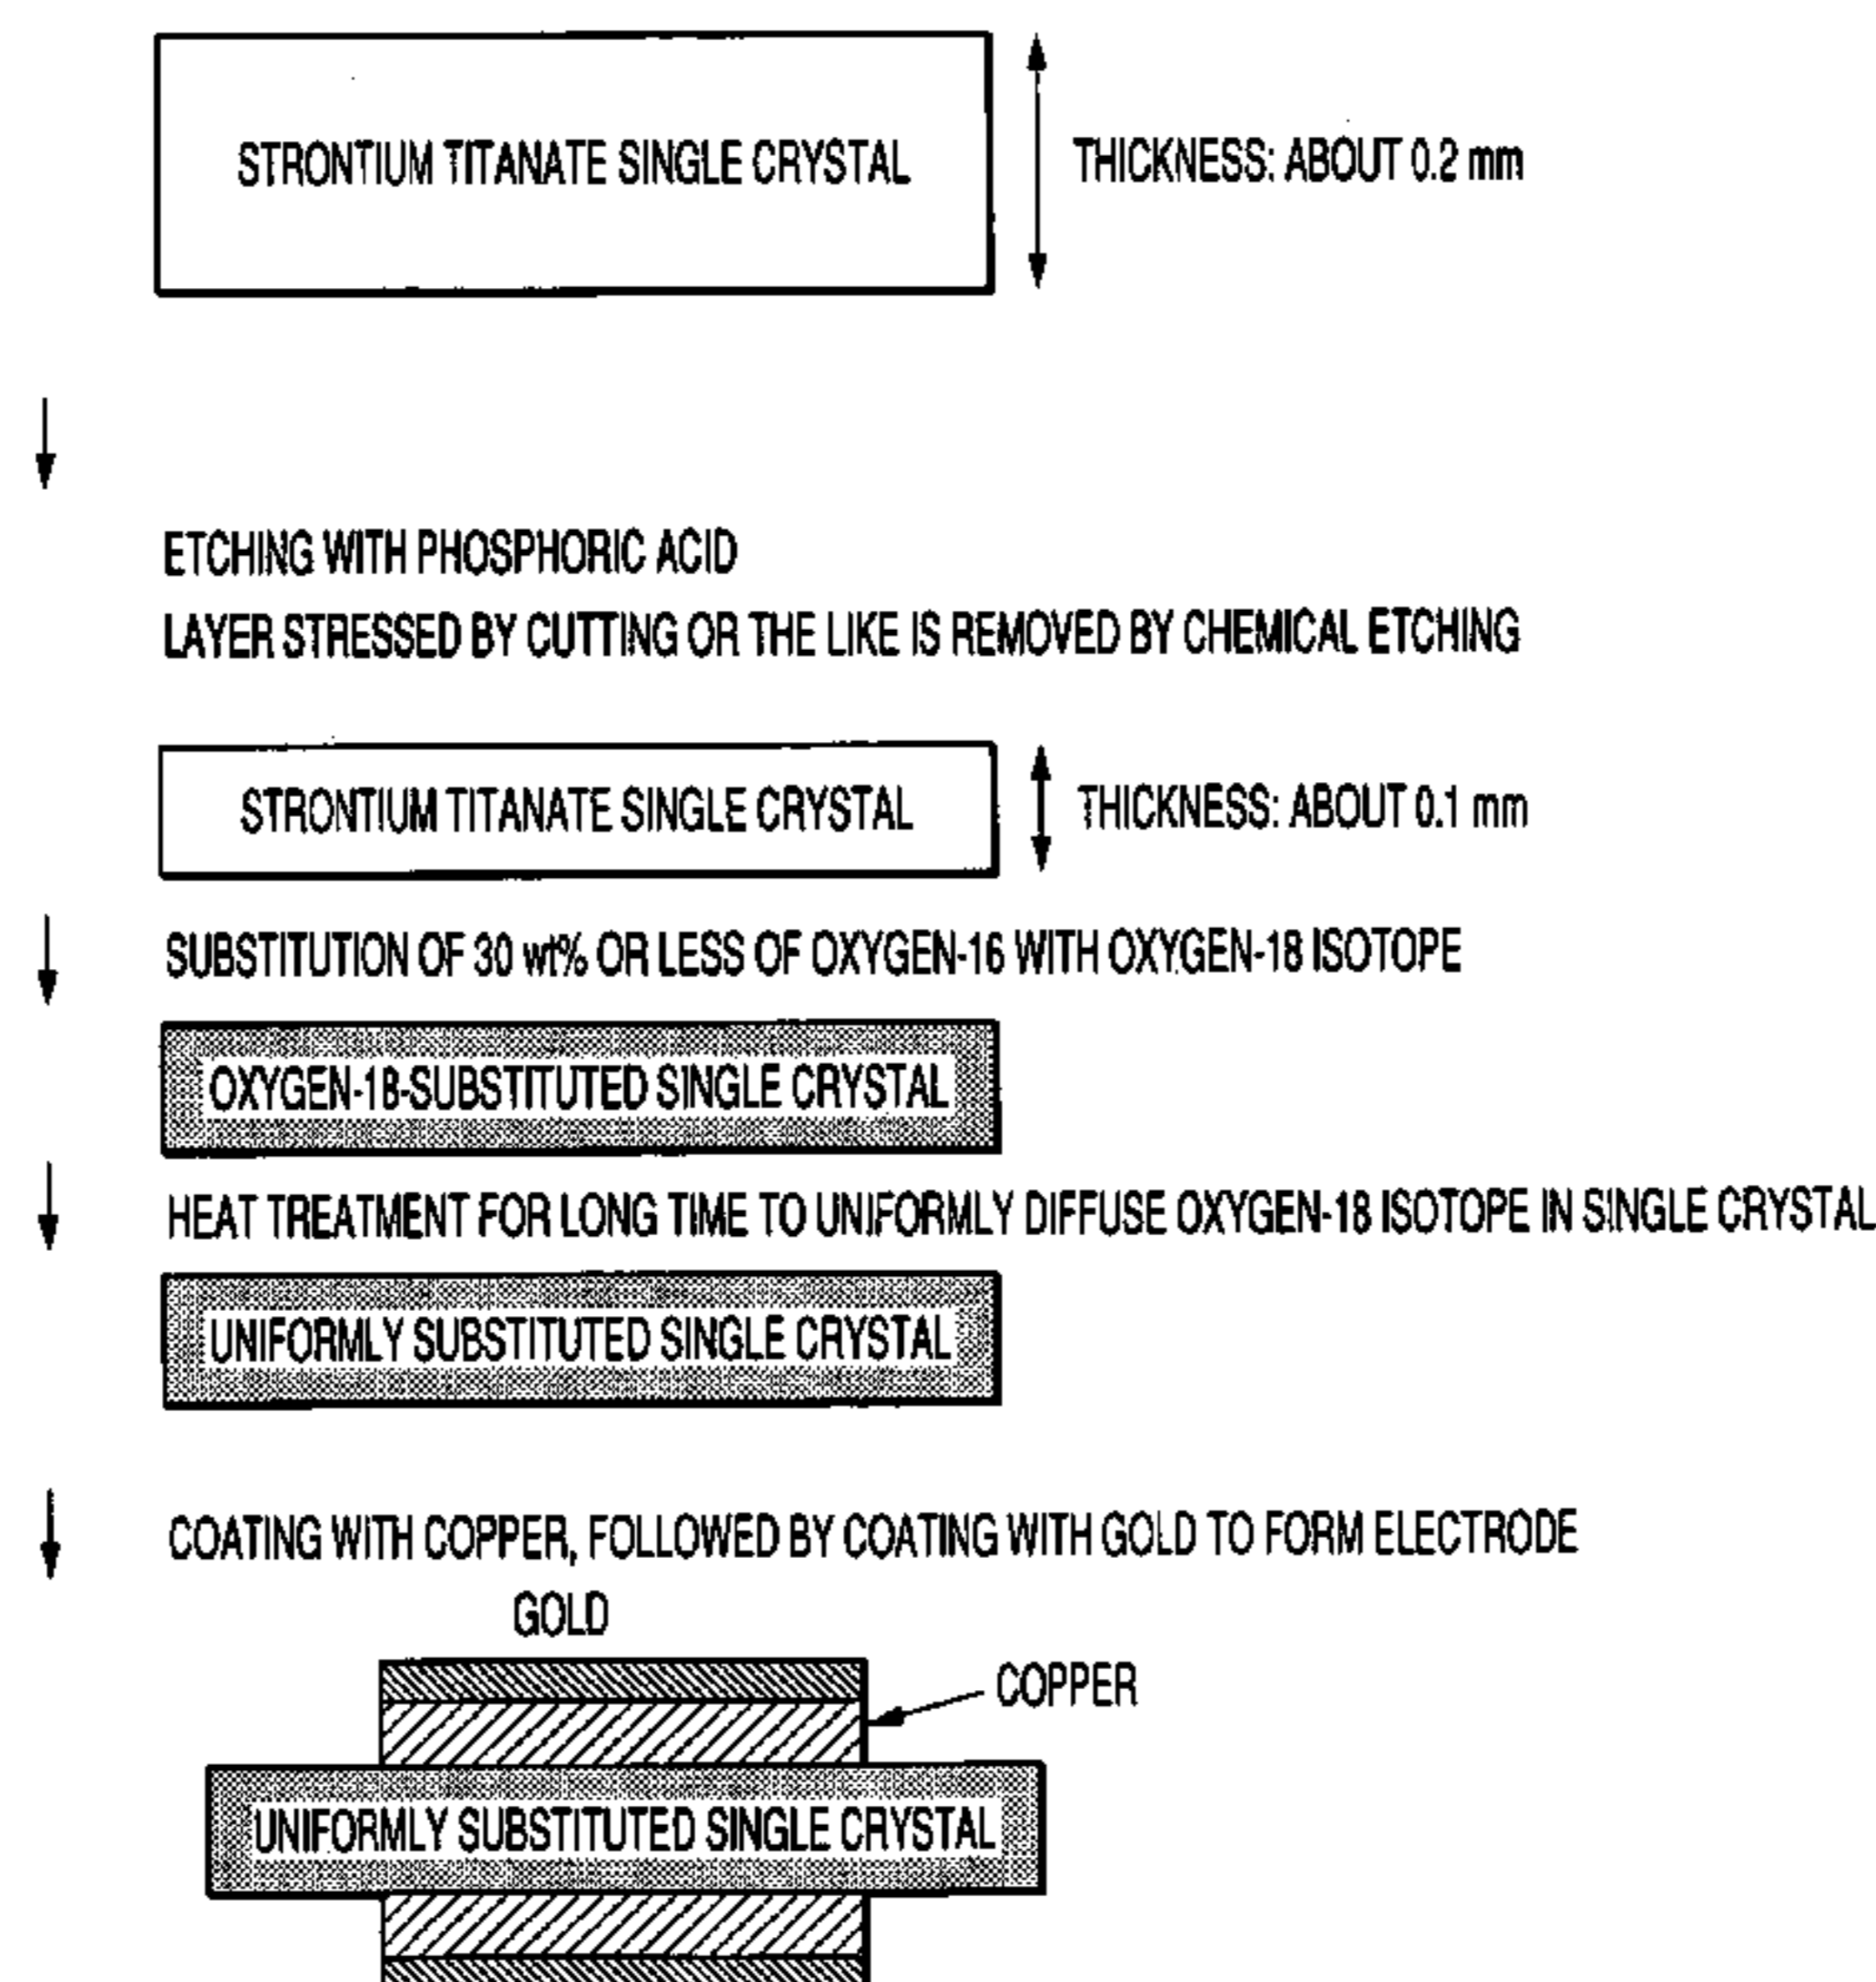 STRONTIUM TITANATE SINGLE CRYSTAL
THICKNESS: ABOUT 0.2 mm
ETCHING WITH PHOSPHORIC ACID
LAYER STRESSED BY CUTTING OR THE LIKE IS REMOVED BY CHEMICAL ETCHING
STRONTIUM TITANATE SINGLE CRYSTAL
THICKNESS: ABOUT 0.1 mm
SUBSTITUTION OF 30 wt% OR LESS OF OXYGEN-16 WITH OXYGEN-18 ISOTOPE
OXYGEN-18-SUBSTITUTED SINGLE CRYSTAL
HEAT TREATMENT FOR LONG TIME TO UNIFORMLY DIFFUSE OXYGEN-18 ISOTOPE IN SINGLE CRYSTAL
UNIFORMLY SUBSTITUTED SINGLE CRYSTAL
COATING WITH COPPER, FOLLOWED BY COATING WITH GOLD TO FORM ELECTRODE
GOLD
COPPER
UNIFORMLY SUBSTITUTED SINGLE CRYSTAL